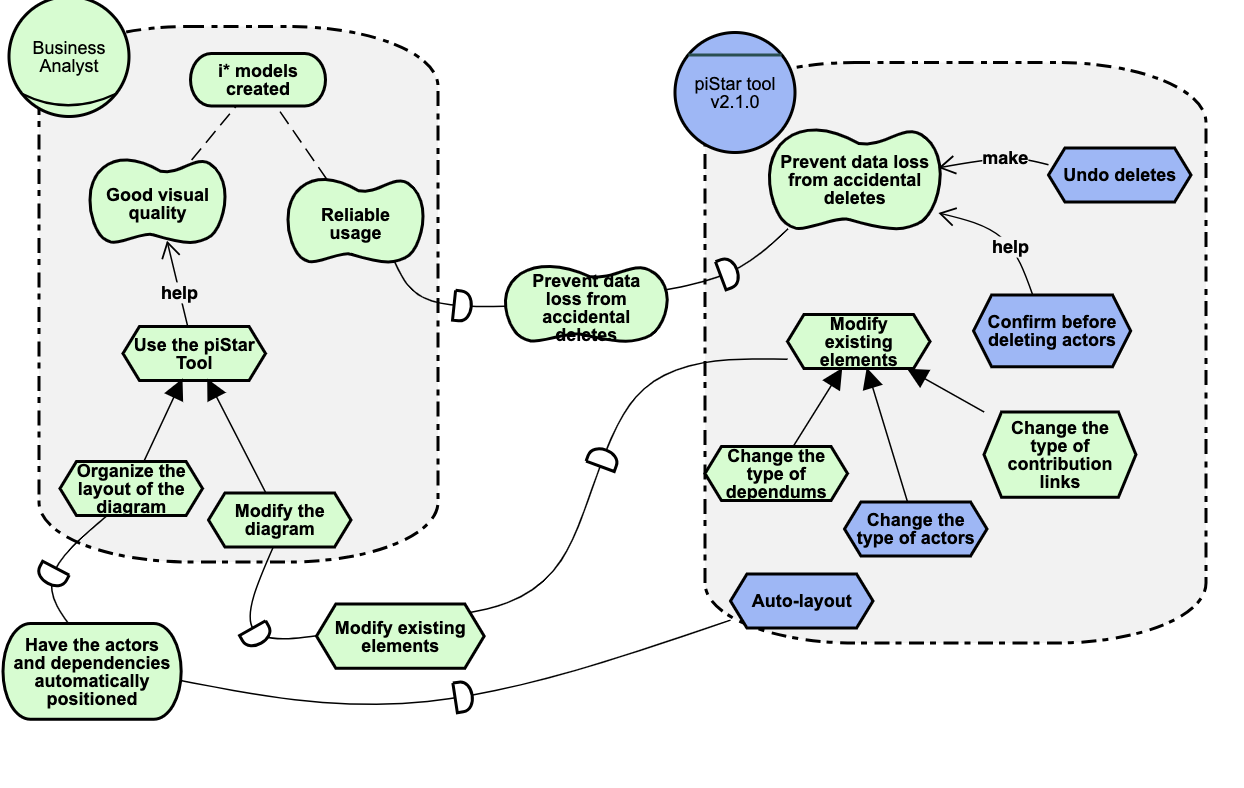 Business
Analyst
i* models
created
Good visual
quality
Reliable
usage
help
Use the piStar
Tool
Organize the
layout of the
diagram
Modify the
diagram
Have the actors
and dependencies
automatically
positioned
Prevent data
loss from
accidental
deletes
Modify existing
elements
piStar tool
v2.1.0
Prevent data loss
from accidental
deletes
make
Undo deletes
help
Confirm before
deleting actors
Modify
existing
elements
Change the
type of
dependums
Change the
type of actors
Change the
type of
contribution
links
Auto-layout